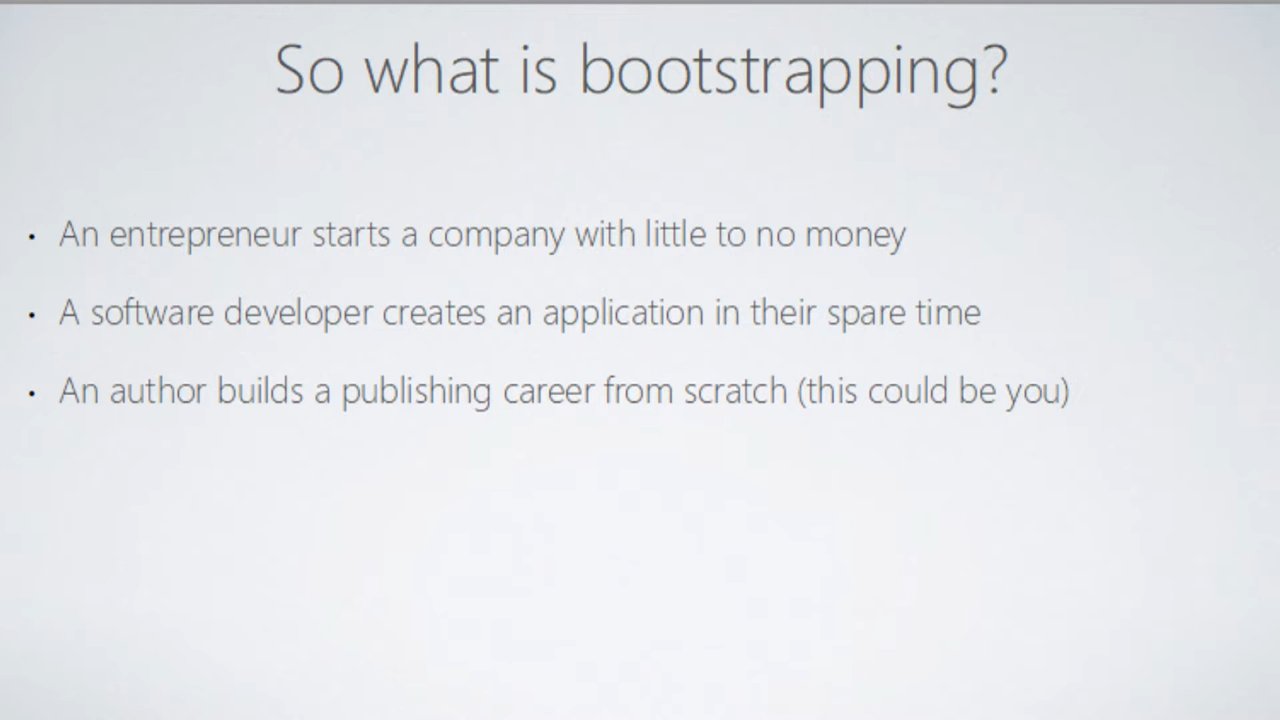 So what is bootstrapping?
· An entrepreneur starts a company with little to no money
· A software developer creates an application in their spare time
· An author builds a publishing career from scratch (this could be you)